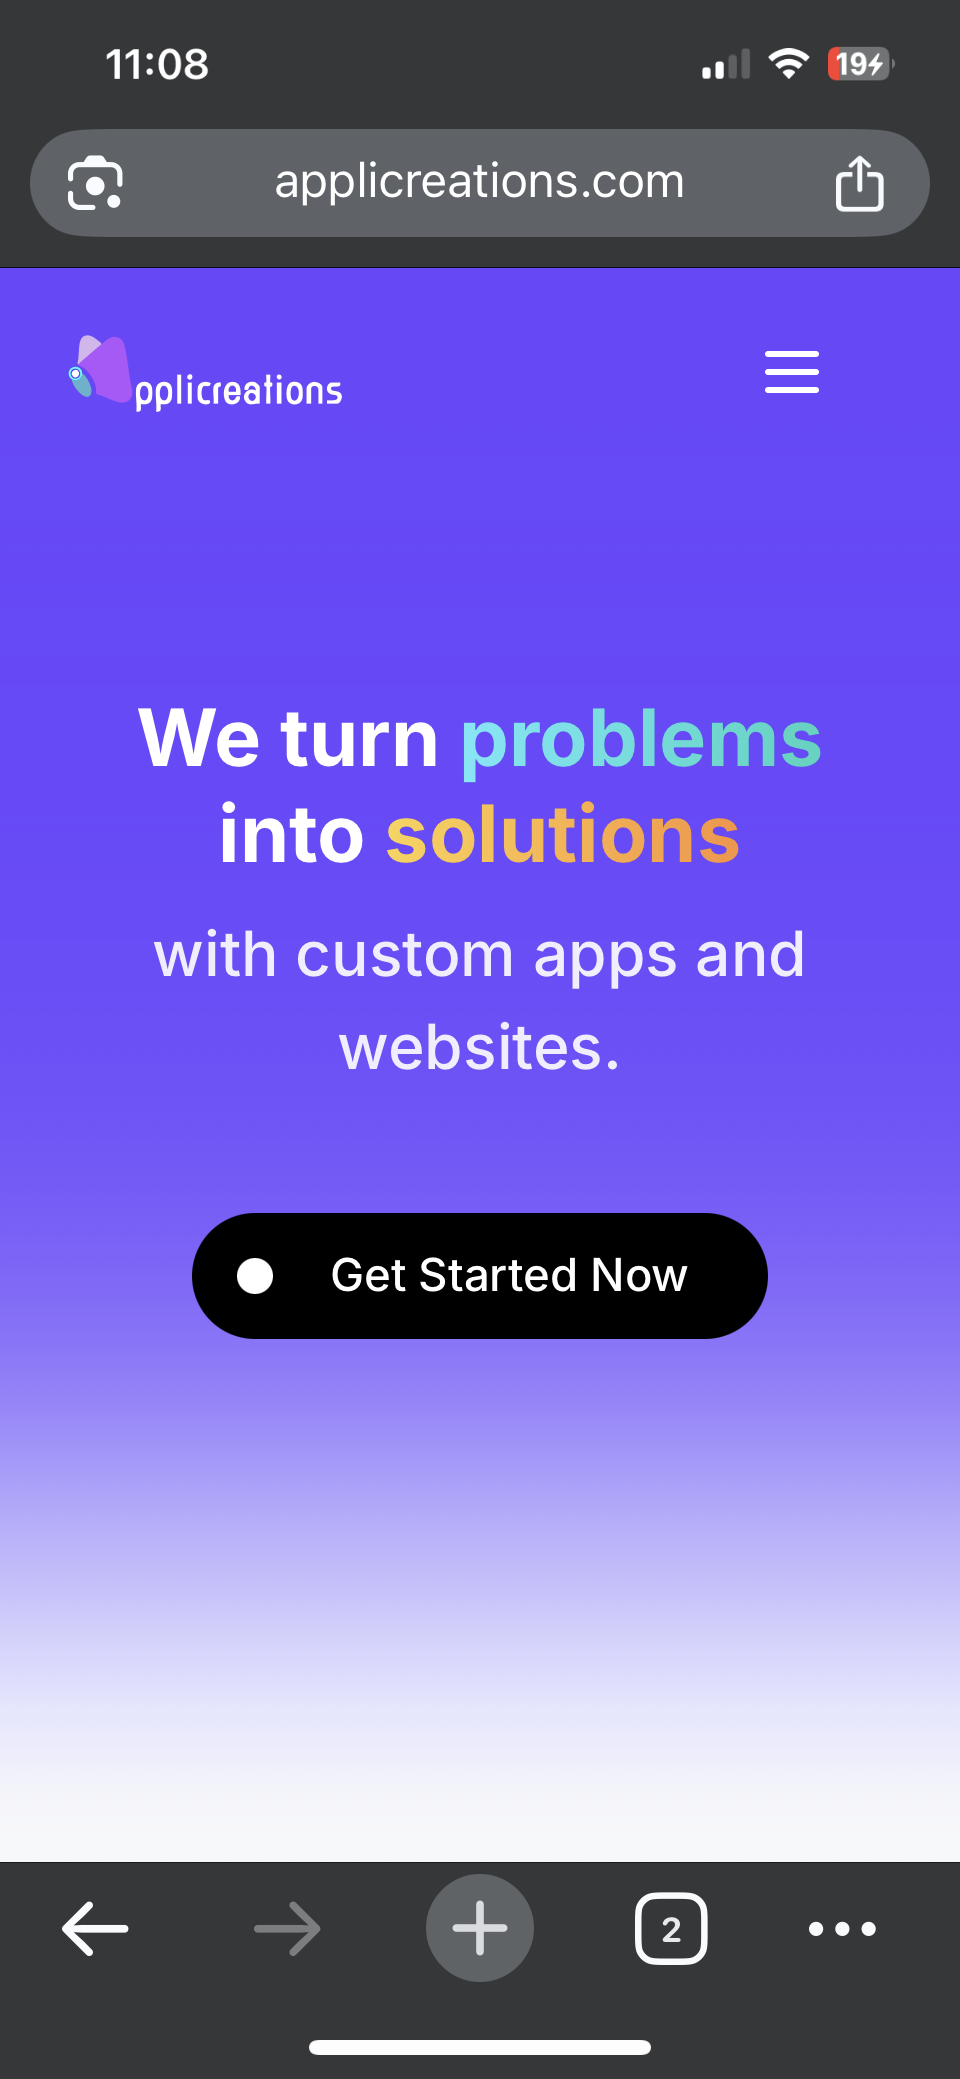 11:08
19
applicreations.com
pplicreations
We turn problems
into solutions
with custom apps and
websites.
Get Started Now
2